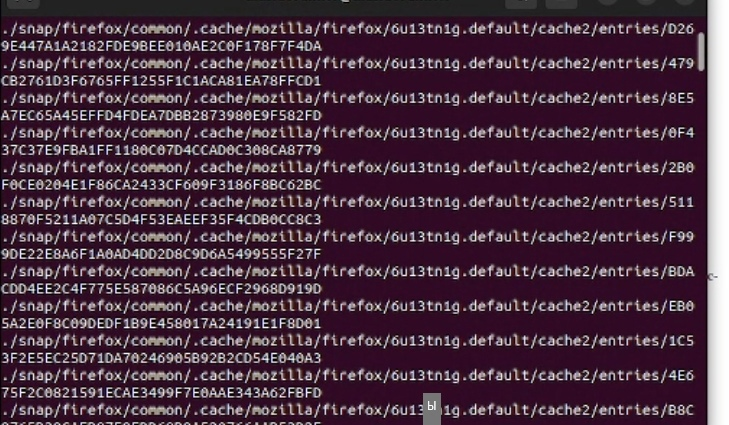 ./snap/firefox/common/.cache/mozilla/firefox/6u13tn1g.default/cache2/entries/D26
9E447A1A2182FDE9BEE010AE2C0F178F7F4DA
./snap/firefox/common/.cache/mozilla/firefox/6u13tn1g.default/cache2/entries/479
CB2761D3F6765FF1255F1C1ACA81EA78FFCD1
./snap/firefox/common/.cache/mozilla/firefox/6u13tn1g.default/cache2/entries/8E5
A7EC65A45EFFD4FDEA7DBB2873980E9F582FD
./snap/firefox/common/.cache/mozilla/firefox/6u13tn1g.default/cache2/entries/0F4
37C37E9FBA1FF1180C07D4CCAD0C308CA8779
./snap/firefox/common/.cache/mozilla/firefox/6u13tn1g.default/cache2/entries/2B0
F0CE0204E1F86CA2433CF609F3186F8BC62BC
./snap/firefox/common/.cache/mozilla/firefox/6u13tn1g.default/cache2/entries/511
8870F5211A07C5D4F53EAEEF35F4CDB0CC8C3
./snap/firefox/common/.cache/mozilla/firefox/6u13tn1g.default/cache2/entries/F99
9DE22E8A6F1A0AD4DD2D8C9D6A5499555F27F
./snap/firefox/common/.cache/mozilla/firefox/6u13tn1g.default/cache2/entries/BDA
CDD4EE2C4F775E587086C5A96ECF2968D919D
./snap/firefox/common/.cache/mozilla/firefox/6u13tn1g.default/cache2/entries/EB0
5A2E0F8C09DEDF1B9E458017A24191E1F8D01
./snap/firefox/common/.cache/mozilla/firefox/6u13tn1g.default/cache2/entries/1C5
3F2E5EC25D71DA70246905B92B2CD54E040A3
./snap/firefox/common/.cache/mozilla/firefox/6u13tn1g.default/cache2/entries/4E6
75F2C0821591ECAE3499F7E0AAE343A62FBFD
./snap/firefox/common/.cache/mozilla/firefox/6u13tn1g.default/cache2/entries/B8C
ы